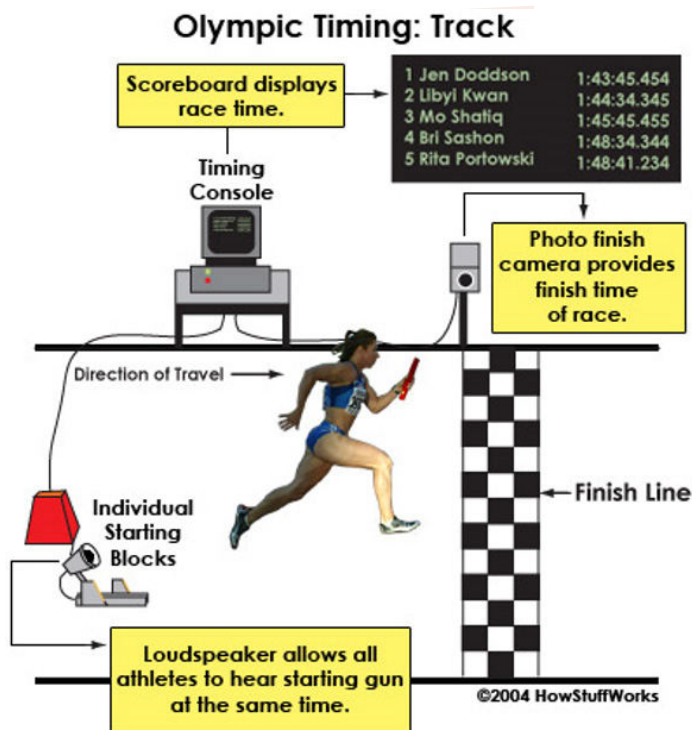 Olympic Timing: Track
Scoreboard displays
race time.
1 Jen Doddson 1:43:45.454
2 Libyi Kwan 1:44:34.345
3 Mo Shatiq 1:45:45.455
4 Bri Sashon 1:48:34.344
5 Rita Portowski 1:48:41.234
Timing
Console
Photo finish
camera provides
finish time
of race.
Direction of Travel
Individual
Starting
Blocks
Finish Line
Loudspeaker allows all
athletes to hear starting gun
at the same time.
©2004 HowStuffWorks